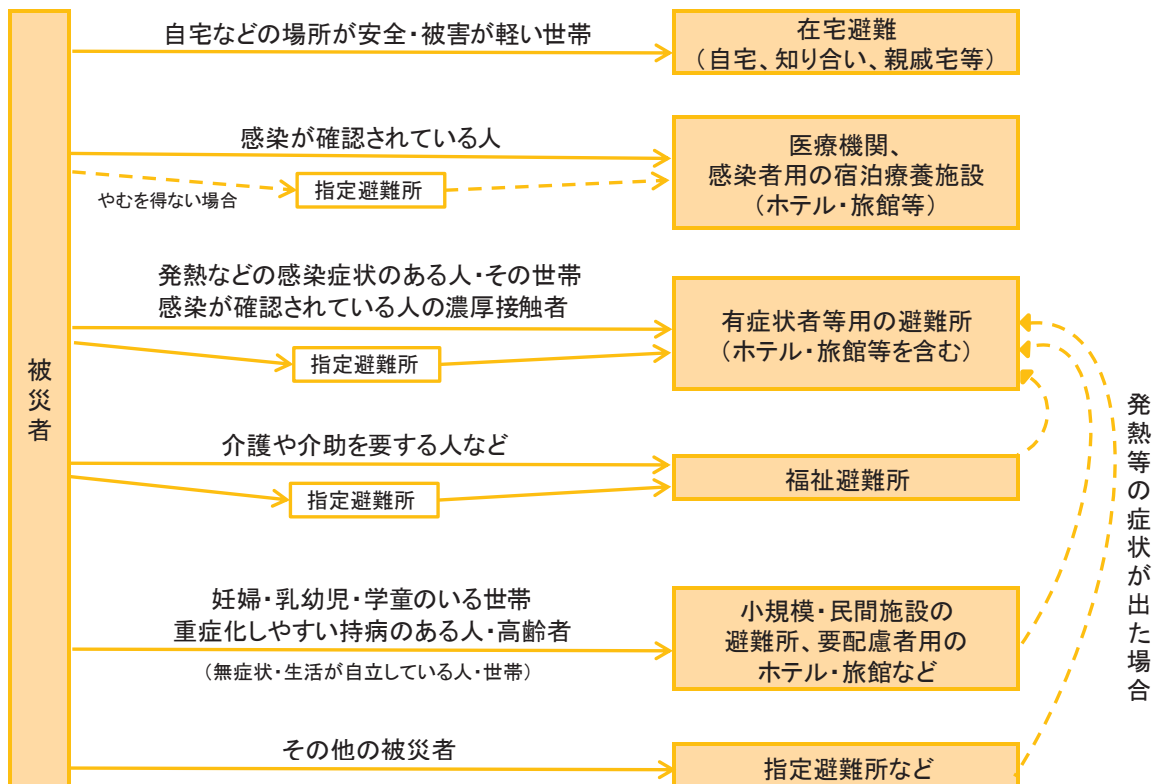 被災者
自宅などの場所が安全・被害が軽い世帯
在宅避難
（自宅、知り合い、親戚宅等）
感染が確認されている人
やむを得ない場合
指定避難所
医療機関、
感染者用の宿泊療養施設
（ホテル・旅館等）
発熱などの感染症状のある人・その世帯
感染が確認されている人の濃厚接触者
指定避難所
有症状者等用の避難所
（ホテル・旅館等を含む）
介護や介助を要する人など
指定避難所
福祉避難所
妊婦・乳幼児・学童のいる世帯
重症化しやすい持病のある人・高齢者
（無症状・生活が自立している人・世帯）
小規模・民間施設の
避難所、要配慮者用の
ホテル・旅館など
その他の被災者
指定避難所など
発熱等の症状が出た場合